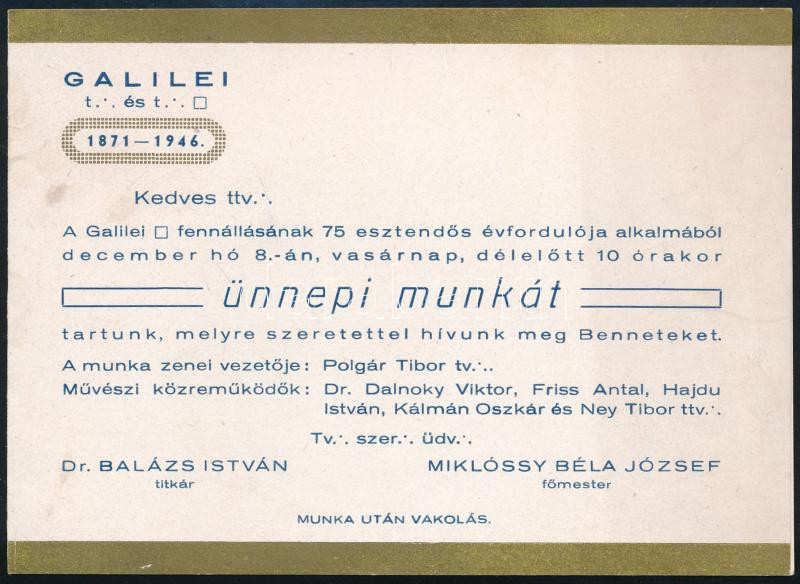 GALILEI
t.·. és t.·. □
1871—1946.
Kedves ttv.·.
A Galilei □ fennállásának 75 esztendős évfordulója alkalmából
december hó 8.-án, vasárnap, délelőtt 10 órakor
ünnepi munkát
tartunk, melyre szeretettel hívunk meg Benneteket.
A munka zenei vezetője: Polgár Tibor tv.·..
Művészi közreműködők: Dr. Dalnoky Viktor, Friss Antal, Hajdu
István, Kálmán Oszkár és Ney Tibor ttv.·.
Tv.·. szer.·. üdv.·.
Dr. BALÁZS ISTVÁN MIKLÓSSY BÉLA JÓZSEF
titkár főmester
MUNKA UTÁN VAKOLÁS.